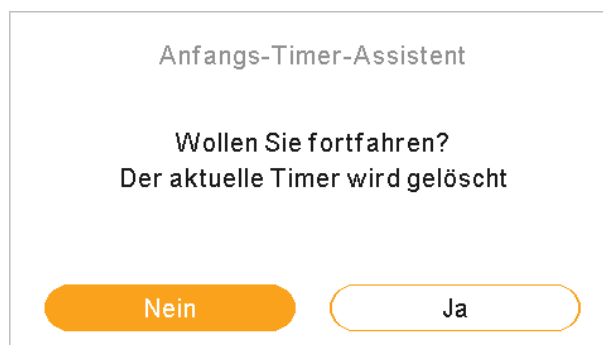 Anfangs-Timer-Assistent
Wollen Sie fortfahren?
Der aktuelle Timer wird gelöscht
Nein
Ja